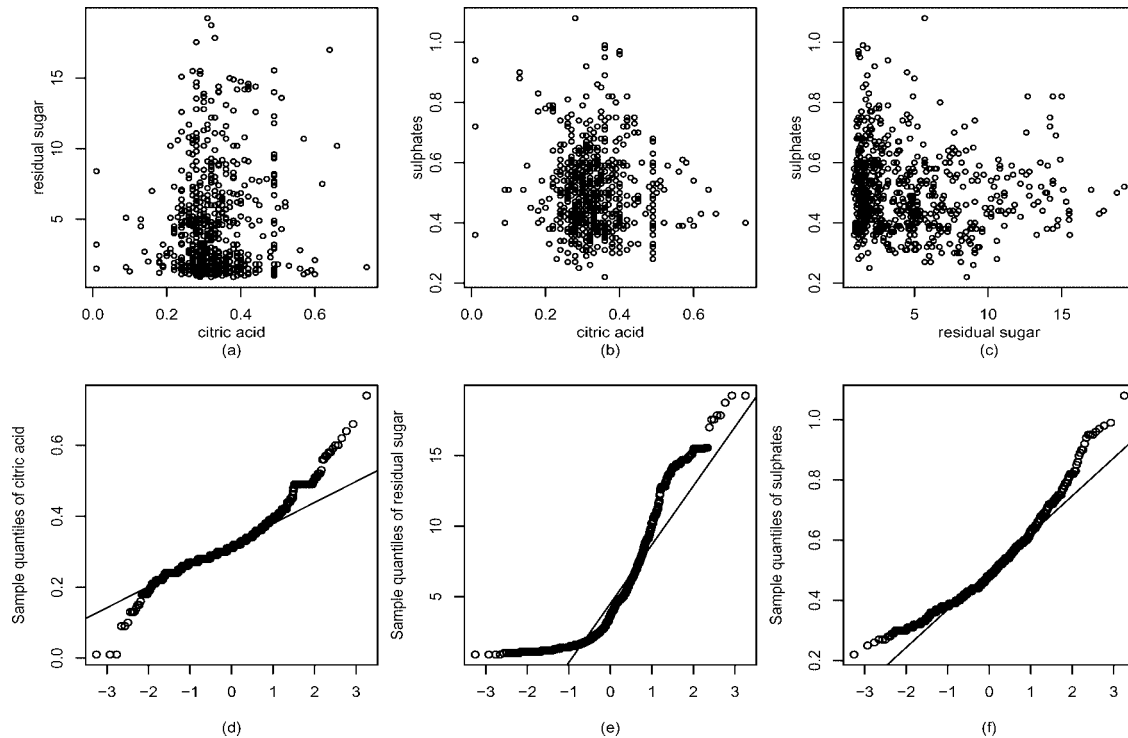 residual sugar
15
10
5
0.0 0.2 0.4 0.6
citric acid
(a)
sulphates
1.0
0.8
0.6
0.4
0.2
0.0 0.2 0.4 0.6
citric acid
(b)
sulphates
1.0
0.8
0.6
0.4
0.2
5 10 15
residual sugar
(c)
Sample quantiles of citric acid
0.6
0.4
0.2
0.0
−3 −2 −1 0 1 2 3
(d)
Sample quantiles of residual sugar
15
10
5
−3 −2 −1 0 1 2 3
(e)
Sample quantiles of sulphates
1.0
0.8
0.6
0.4
0.2
−3 −2 −1 0 1 2 3
(f)